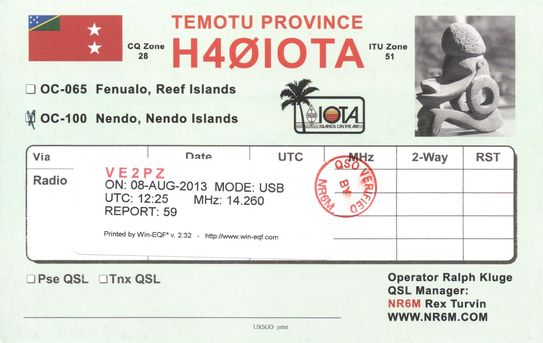 TEMOTU PROVINCE
H4ØIOTA
CQ Zone
28
ITU Zone
51
OC-065 Fenualo, Reef Islands
OC-100 Nendo, Nendo Islands
IOTA
ISLANDS ON THE AIR
Via Date UTC MHz 2-Way RST
Radio
VE2PZ
ON: 08-AUG-2013 MODE: USB
UTC: 12:25 MHz: 14.260
REPORT: 59
Printed by Win-EQF* v. 2.32 - http://www.win-eqf.com
QSO VERIFIED
BY
NR6M
Pse QSL Tnx QSL
Operator Ralph Kluge
QSL Manager:
NR6M Rex Turvin
WWW.NR6M.COM
UX5UO print